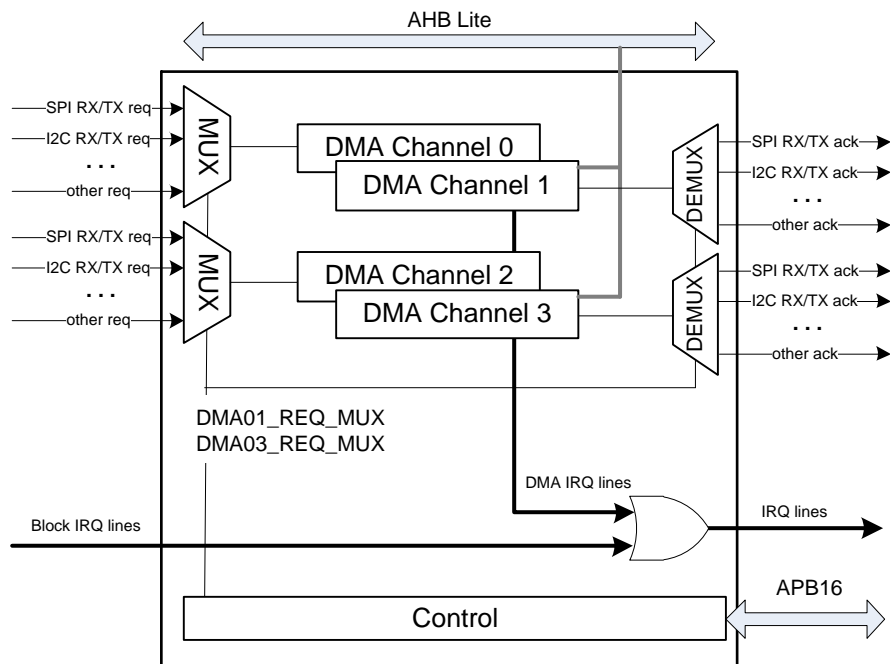 AHB Lite
SPI RX/TX req
I2C RX/TX req
. . .
other req
MUX
DMA Channel 0
DMA Channel 1
DEMUX
SPI RX/TX ack
I2C RX/TX ack
. . .
other ack
SPI RX/TX req
I2C RX/TX req
. . .
other req
MUX
DMA Channel 2
DMA Channel 3
DEMUX
SPI RX/TX ack
I2C RX/TX ack
. . .
other ack
DMA01_REQ_MUX
DMA03_REQ_MUX
DMA IRQ lines
Block IRQ lines
IRQ lines
APB16
Control